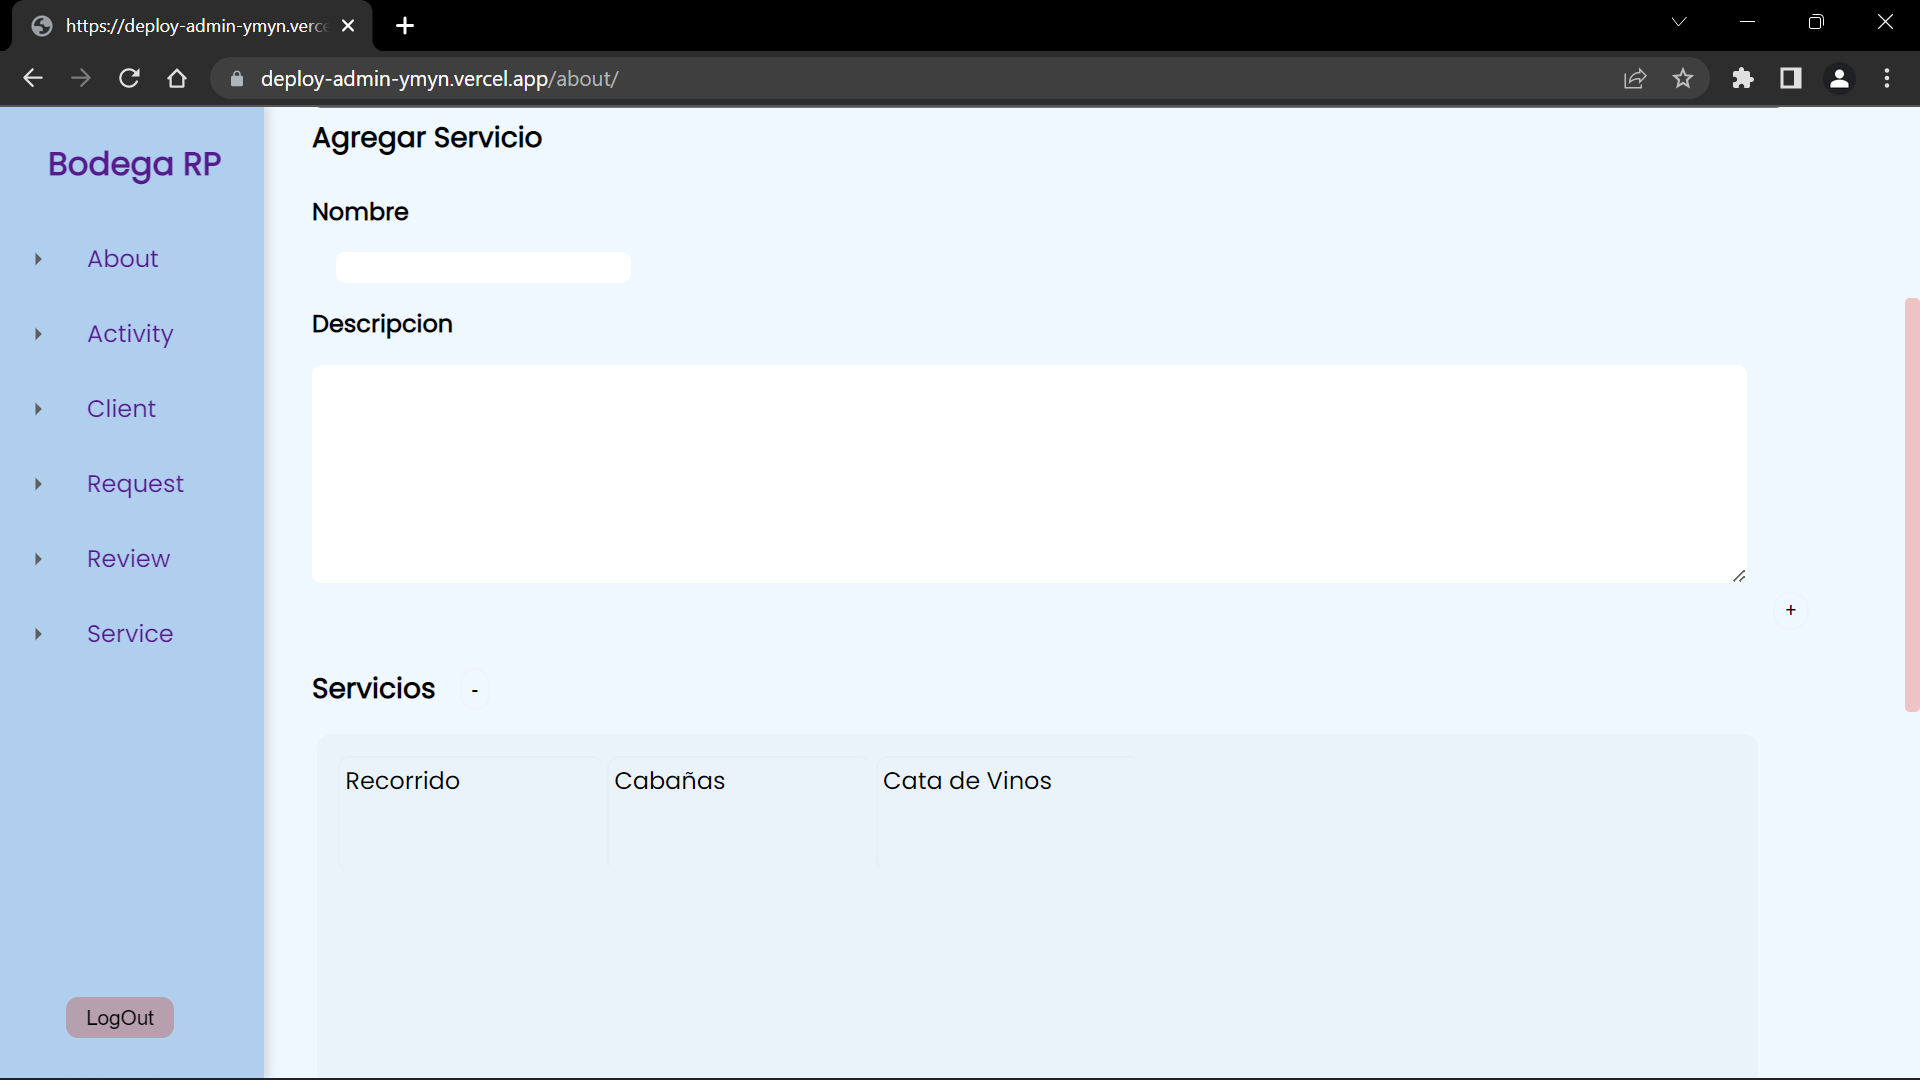 https://deploy-admin-ymyn.verce
deploy-admin-ymyn.vercel.app/about/
Bodega RP
About
Activity
Client
Request
Review
Service
LogOut
Agregar Servicio
Nombre
Descripcion
+
Servicios -
Recorrido Cabañas Cata de Vinos